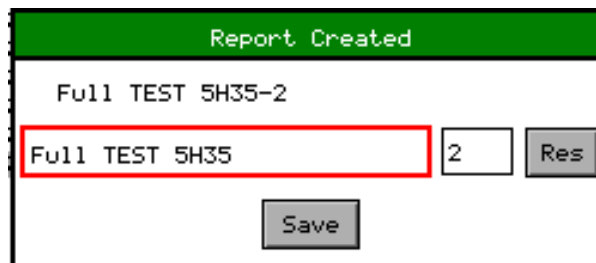 Report Created
Full TEST 5H35-2
Full TEST 5H35 2 Res
Save